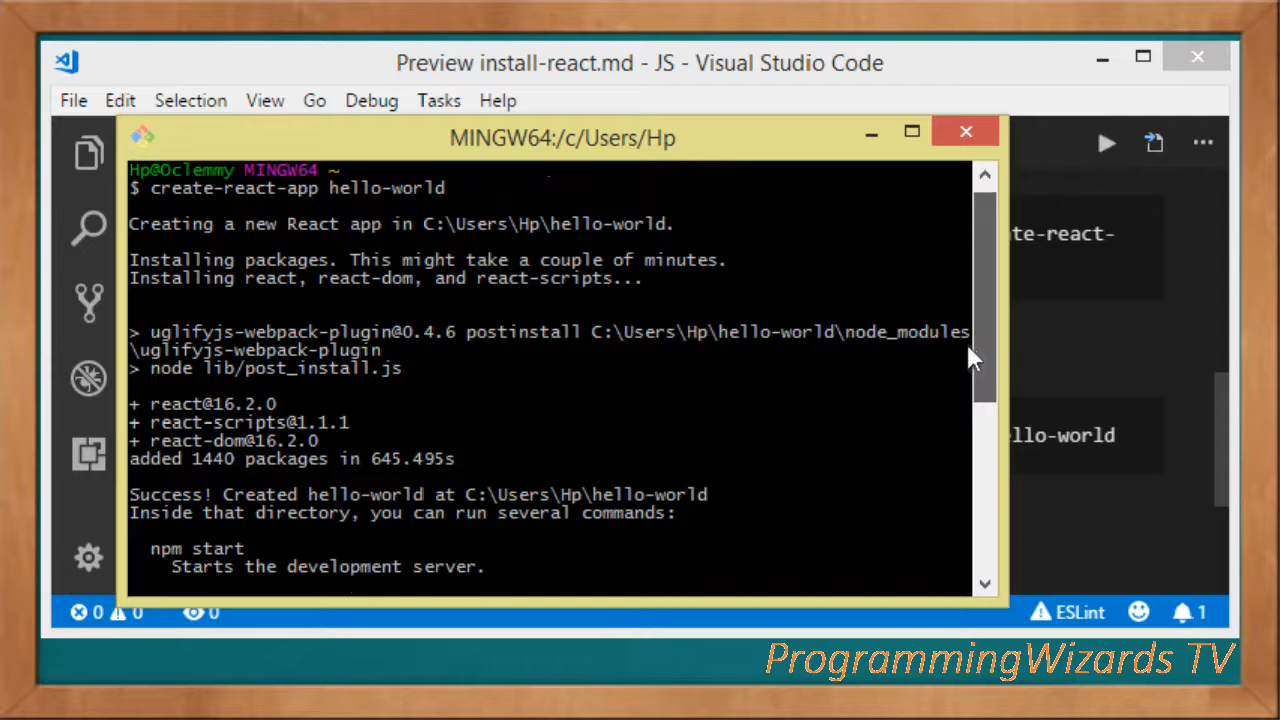 Preview install-react.md - JS - Visual Studio Code
File Edit Selection View Go Debug Tasks Help
MINGW64:/c/Users/Hp
Hp@Oclemmy MINGW64 ~
$ create-react-app hello-world
Creating a new React app in C:\Users\Hp\hello-world.
te-react-
Installing packages. This might take a couple of minutes.
Installing react, react-dom, and react-scripts...
> uglifyjs-webpack-plugin@0.4.6 postinstall C:\Users\Hp\hello-world\node_modules
\uglifyjs-webpack-plugin
> node lib/post_install.js
+ react@16.2.0
+ react-scripts@1.1.1
+ react-dom@16.2.0
llo-world
added 1440 packages in 645.495s
Success! Created hello-world at C:\Users\Hp\hello-world
Inside that directory, you can run several commands:
npm start
Starts the development server.
0 0 0 ESLint 1
ProgrammingWizards TV